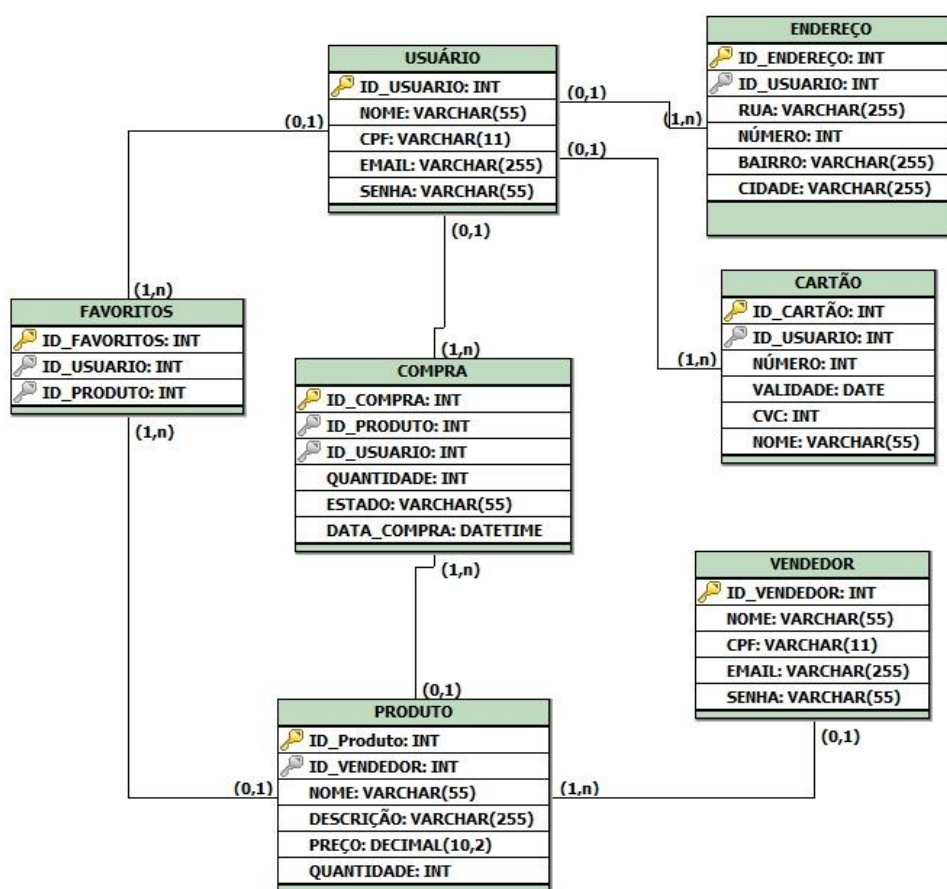 USUÁRIO
ID_USUARIO: INT
NOME: VARCHAR(55)
CPF: VARCHAR(11)
EMAIL: VARCHAR(255)
SENHA: VARCHAR(55)
(0,1)
(0,1)
(0,1)
(0,1)
ENDEREÇO
ID_ENDEREÇO: INT
ID_USUARIO: INT
RUA: VARCHAR(255)
NÚMERO: INT
BAIRRO: VARCHAR(255)
CIDADE: VARCHAR(255)
(1,n)
CARTÃO
ID_CARTÃO: INT
ID_USUARIO: INT
NÚMERO: INT
VALIDADE: DATE
CVC: INT
NOME: VARCHAR(55)
(1,n)
(1,n)
FAVORITOS
ID_FAVORITOS: INT
ID_USUARIO: INT
ID_PRODUTO: INT
(1,n)
(1,n)
COMPRA
ID_COMPRA: INT
ID_PRODUTO: INT
ID_USUARIO: INT
QUANTIDADE: INT
ESTADO: VARCHAR(55)
DATA_COMPRA: DATETIME
(1,n)
VENDEDOR
ID_VENDEDOR: INT
NOME: VARCHAR(55)
CPF: VARCHAR(11)
EMAIL: VARCHAR(255)
SENHA: VARCHAR(55)
(0,1)
(0,1)
PRODUTO
ID_Produto: INT
ID_VENDEDOR: INT
NOME: VARCHAR(55)
DESCRIÇÃO: VARCHAR(255)
PREÇO: DECIMAL(10,2)
QUANTIDADE: INT
(0,1)
(1,n)